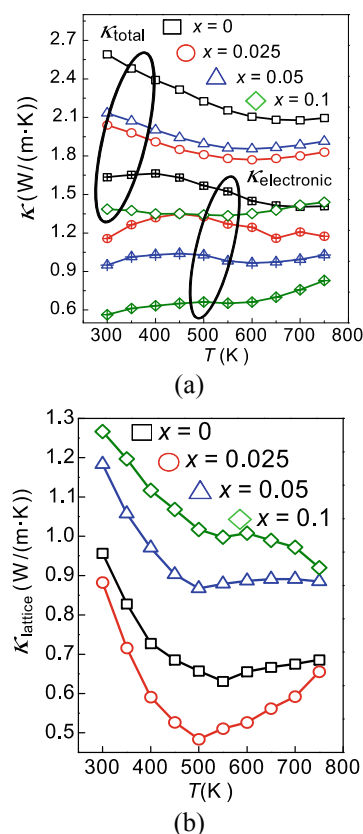 κtotal
x = 0
x = 0.025
x = 0.05
x = 0.1
κelectronic
κ (W/(m·K))
2.7
2.4
2.1
1.8
1.5
1.2
0.9
0.6
300 400 500 600 700 800
T (K)
(a)
x = 0
x = 0.025
x = 0.05
x = 0.1
κlattice (W/(m·K))
1.3
1.2
1.1
1.0
0.9
0.8
0.7
0.6
0.5
300 400 500 600 700 800
T(K)
(b)